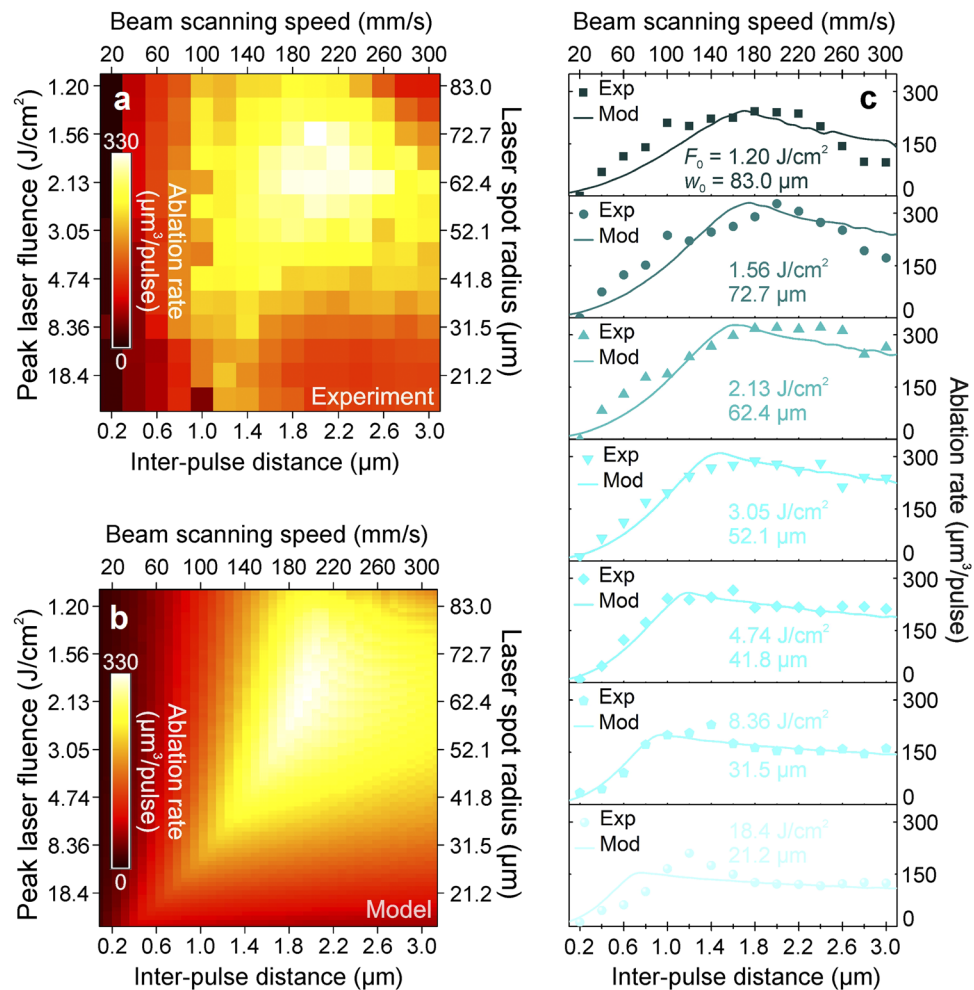 Beam scanning speed (mm/s)
20 60 100 140 180 220 260 300
a
Peak laser fluence (J/cm²)
1.20
1.56
2.13
3.05
4.74
8.36
18.4
330
0
Ablation rate
(µm³/pulse)
Laser spot radius (µm)
83.0
72.7
62.4
52.1
41.8
31.5
21.2
Experiment
0.2 0.6 1.0 1.4 1.8 2.2 2.6 3.0
Inter-pulse distance (µm)
Beam scanning speed (mm/s)
20 60 100 140 180 220 260 300
b
Peak laser fluence (J/cm²)
1.20
1.56
2.13
3.05
4.74
8.36
18.4
330
0
Ablation rate
(µm³/pulse)
Laser spot radius (µm)
83.0
72.7
62.4
52.1
41.8
31.5
21.2
Model
0.2 0.6 1.0 1.4 1.8 2.2 2.6 3.0
Inter-pulse distance (µm)
Beam scanning speed (mm/s)
20 60 100 140 180 220 260 300
c
Exp
Mod
F₀ = 1.20 J/cm²
w₀ = 83.0 µm
300
150
0
Exp
Mod
1.56 J/cm²
72.7 µm
300
150
0
Exp
Mod
2.13 J/cm²
62.4 µm
300
150
0
Exp
Mod
3.05 J/cm²
52.1 µm
300
150
0
Exp
Mod
4.74 J/cm²
41.8 µm
300
150
0
Exp
Mod
8.36 J/cm²
31.5 µm
300
150
0
Exp
Mod
18.4 J/cm²
21.2 µm
300
150
0
Ablation rate (µm³/pulse)
0.2 0.6 1.0 1.4 1.8 2.2 2.6 3.0
Inter-pulse distance (µm)